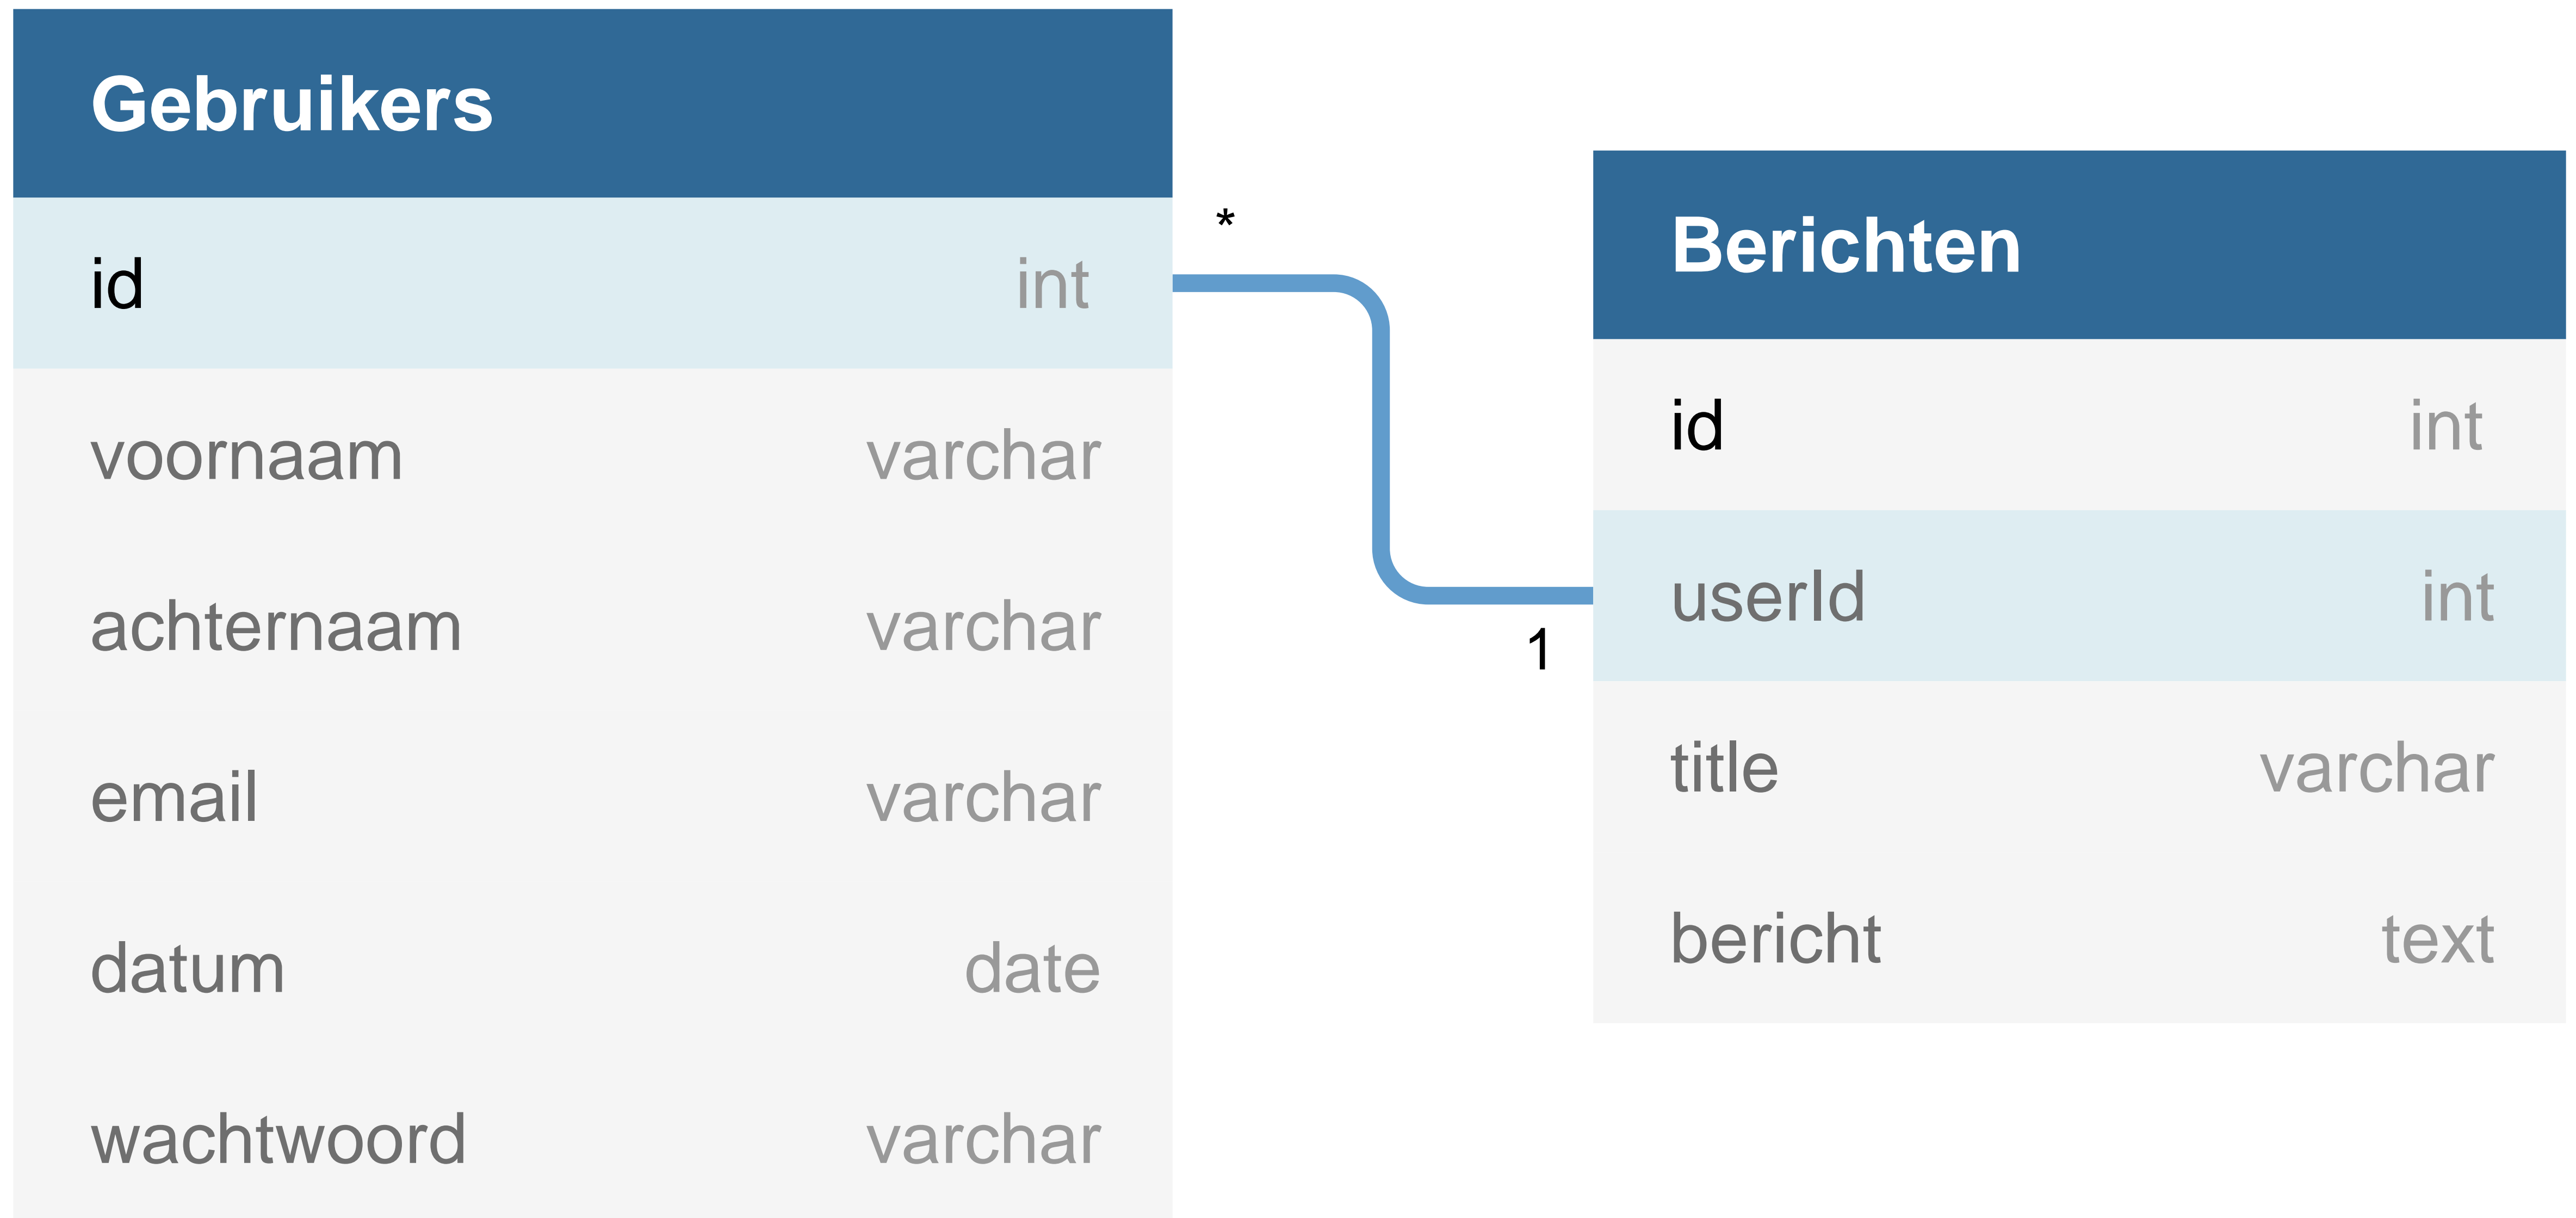 Gebruikers
id int
voornaam varchar
achternaam varchar
email varchar
datum date
wachtwoord varchar
*
1
Berichten
id int
userId int
title varchar
bericht text